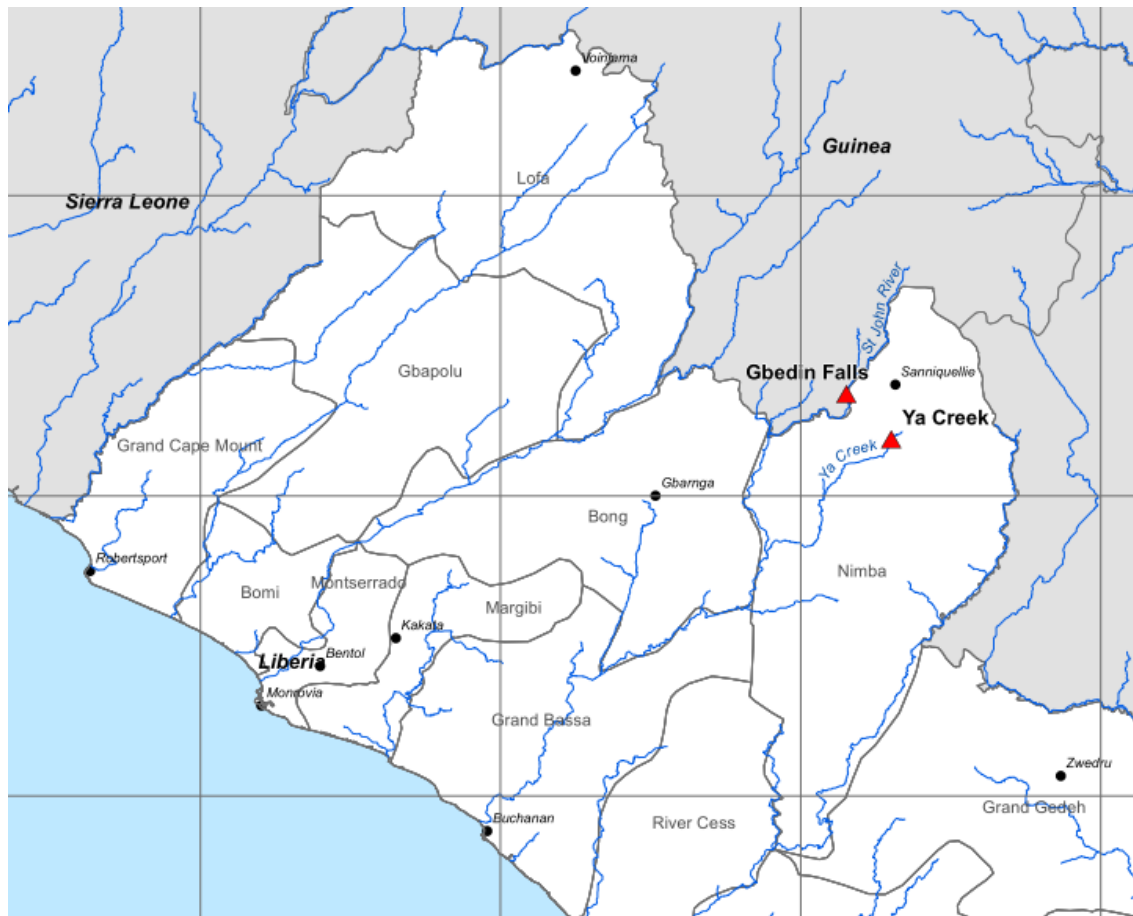 Voinjama
Guinea
Lofa
Sierra Leone
St John River
Gbapolu
Gbedin Falls
Sanniquellie
Ya Creek
Grand Cape Mount
Ya Creek
Gbarnga
Bong
Robertsport
Nimba
Montserrado
Bomi
Margibi
Kakata
Liberia
Bentol
Monrovia
Grand Bassa
Zwedru
Grand Gedeh
Buchanan
River Cess